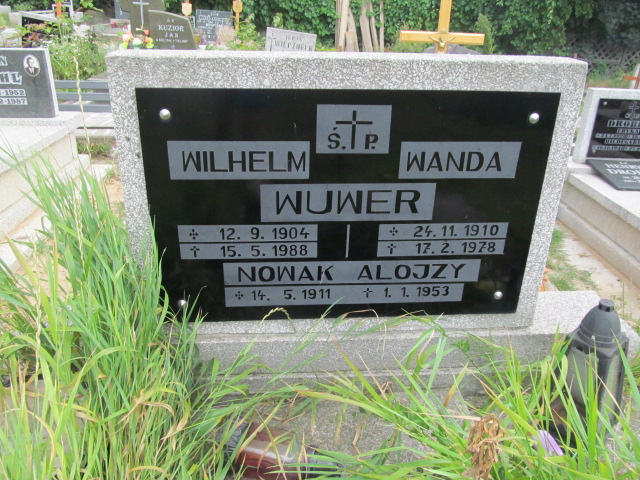 Ś. P.
WILHELM WANDA
WUWER
✣ 12. 9. 1904 ✣ 24. 11. 1910
† 15. 5. 1988 † 17. 2. 1978
NOWAK ALOJZY
✣ 14. 5. 1911 † 1. 1. 1953
KUZIOR
JAN